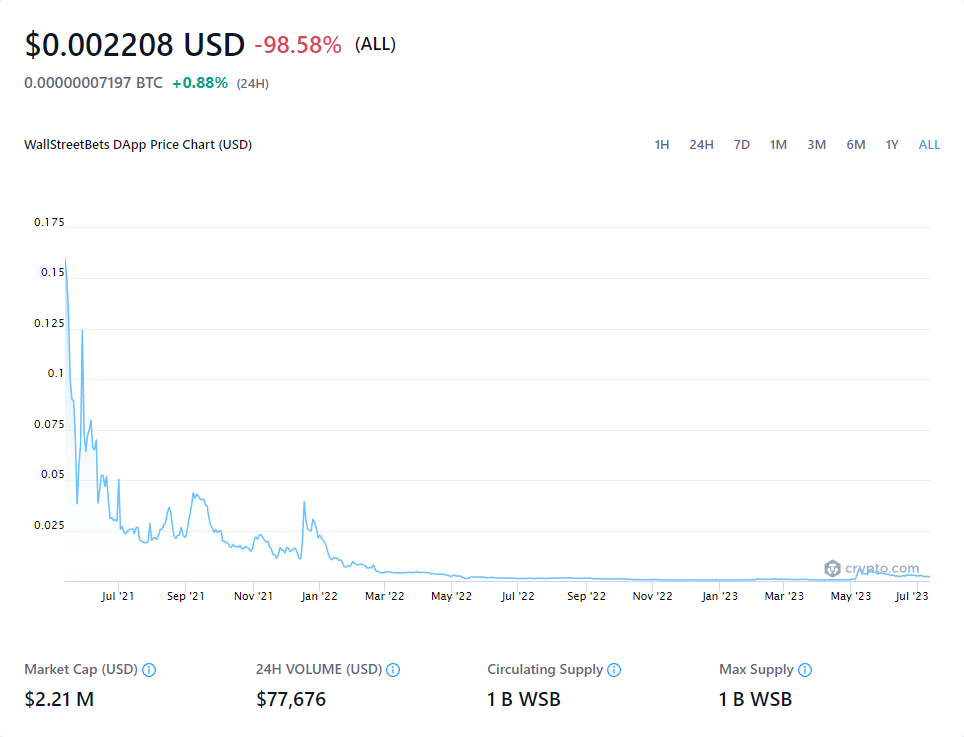 $0.002208 USD -98.58% (ALL)
0.00000007197 BTC +0.88% (24H)
WallStreetBets DApp Price Chart (USD) 1H 24H 7D 1M 3M 6M 1Y ALL
0.175
0.15
0.125
0.1
0.075
0.05
0.025
crypto.com
Jul '21 Sep '21 Nov '21 Jan '22 Mar '22 May '22 Jul '22 Sep '22 Nov '22 Jan '23 Mar '23 May '23 Jul '23
Market Cap (USD) 24H VOLUME (USD) Circulating Supply Max Supply
$2.21 M $77,676 1 B WSB 1 B WSB